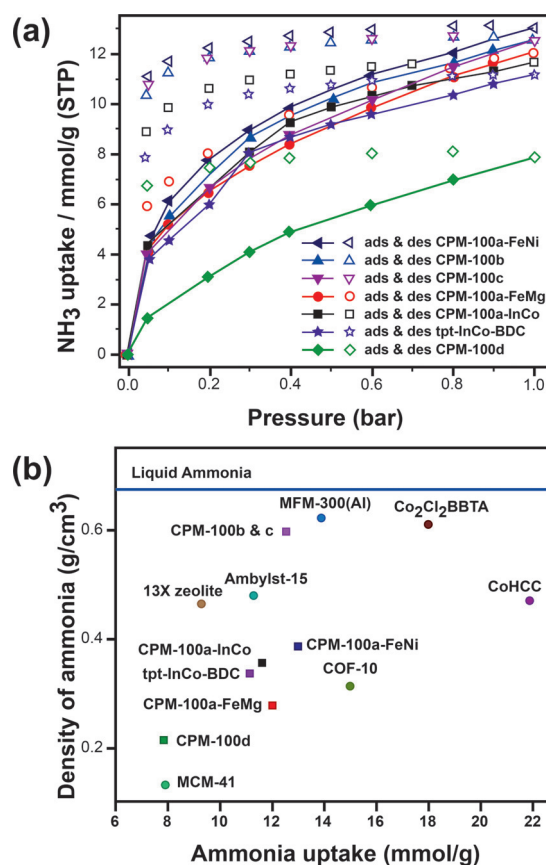 (a)
NH3 uptake / mmol/g (STP)
12
10
8
6
4
2
0
ads & des CPM-100a-FeNi
ads & des CPM-100b
ads & des CPM-100c
ads & des CPM-100a-FeMg
ads & des CPM-100a-InCo
ads & des tpt-InCo-BDC
ads & des CPM-100d
0.0 0.2 0.4 0.6 0.8 1.0
Pressure (bar)
(b)
Density of ammonia (g/cm³)
Liquid Ammonia
MFM-300(Al)
Co2Cl2BBTA
CPM-100b & c
0.6
13X zeolite
Ambylst-15
CoHCC
0.4
CPM-100a-InCo
CPM-100a-FeNi
tpt-InCo-BDC
COF-10
CPM-100a-FeMg
0.2
CPM-100d
MCM-41
6 8 10 12 14 16 18 20 22
Ammonia uptake (mmol/g)